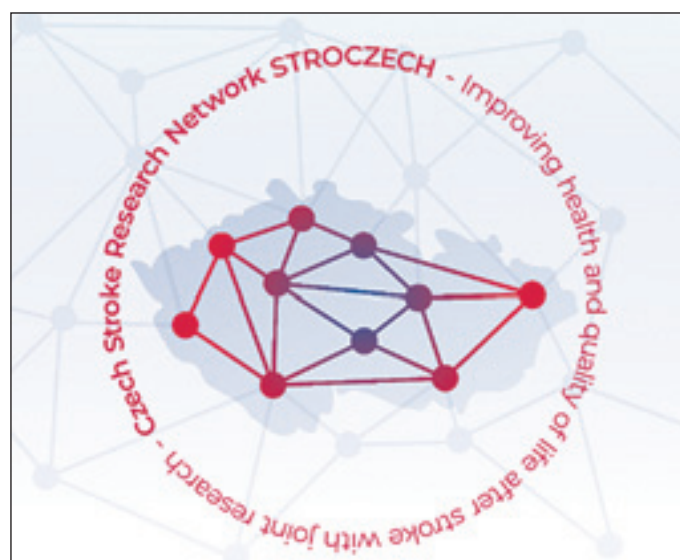 Czech Stroke Research Network STROCZECH - Improving health and quality of life after stroke with joint research -